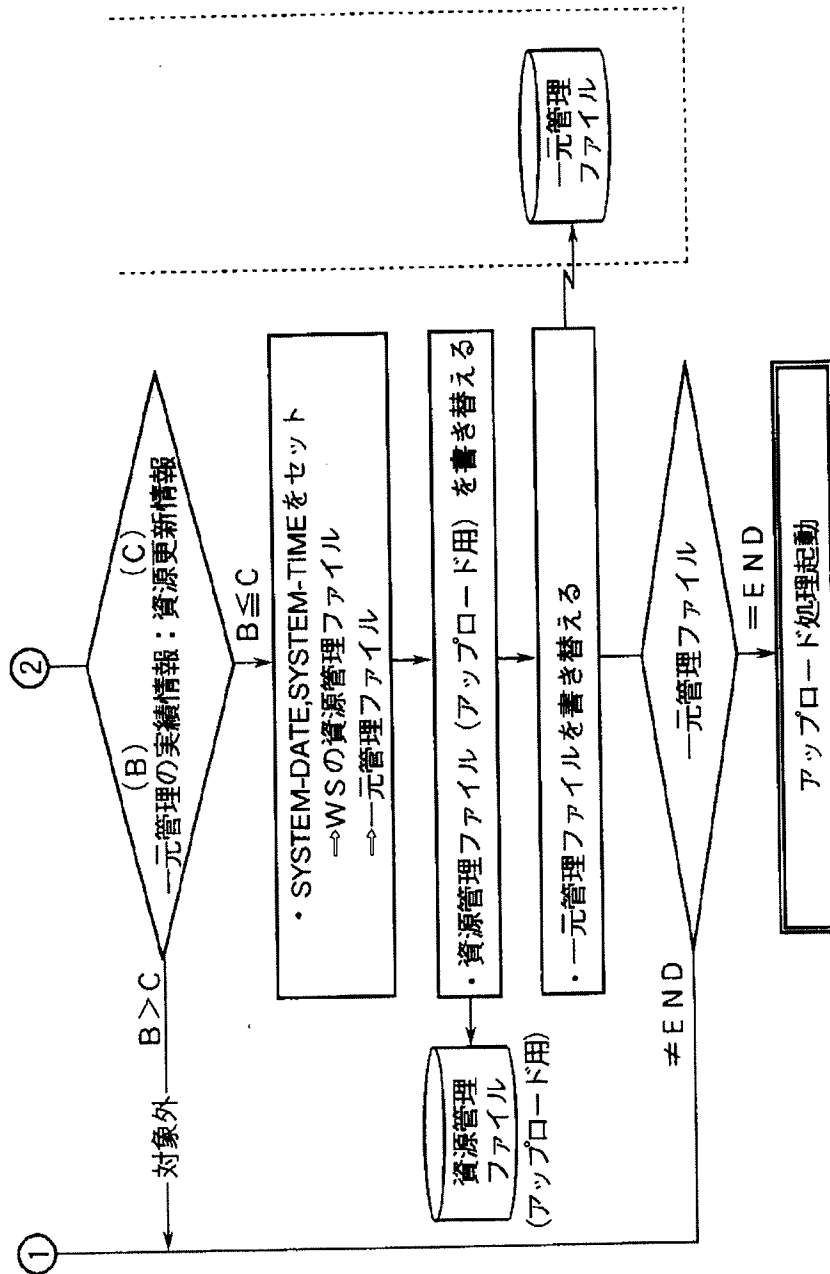 ①
②
(B) (C)
一元管理の実績情報：資源更新情報
B＞C
対象外
B≦C
・SYSTEM-DATE,SYSTEM-TIMEをセット
⇒WSの資源管理ファイル
⇒一元管理ファイル
・資源管理ファイル（アップロード用）を書き替える
資源管理
ファイル
(アップロード用)
・一元管理ファイルを書き替える
一元管理
ファイル
一元管理ファイル
≠END
＝END
アップロード処理起動